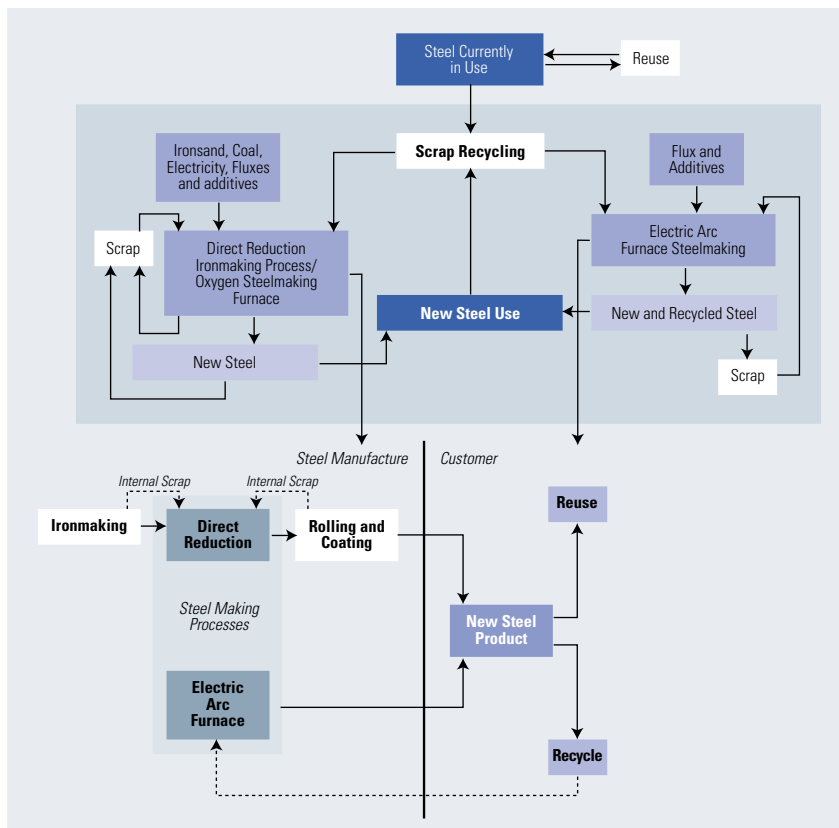 Steel Currently
in Use
Reuse
Ironsand, Coal,
Electricity, Fluxes
and additives
Scrap Recycling
Flux and
Additives
Scrap
Direct Reduction
Ironmaking Process/
Oxygen Steelmaking
Furnace
Electric Arc
Furnace Steelmaking
New Steel Use
New and Recycled Steel
New Steel
Scrap
Steel Manufacture
Customer
Internal Scrap
Internal Scrap
Ironmaking
Direct
Reduction
Rolling and
Coating
Reuse
Steel Making
Processes
New Steel
Product
Electric
Arc
Furnace
Recycle